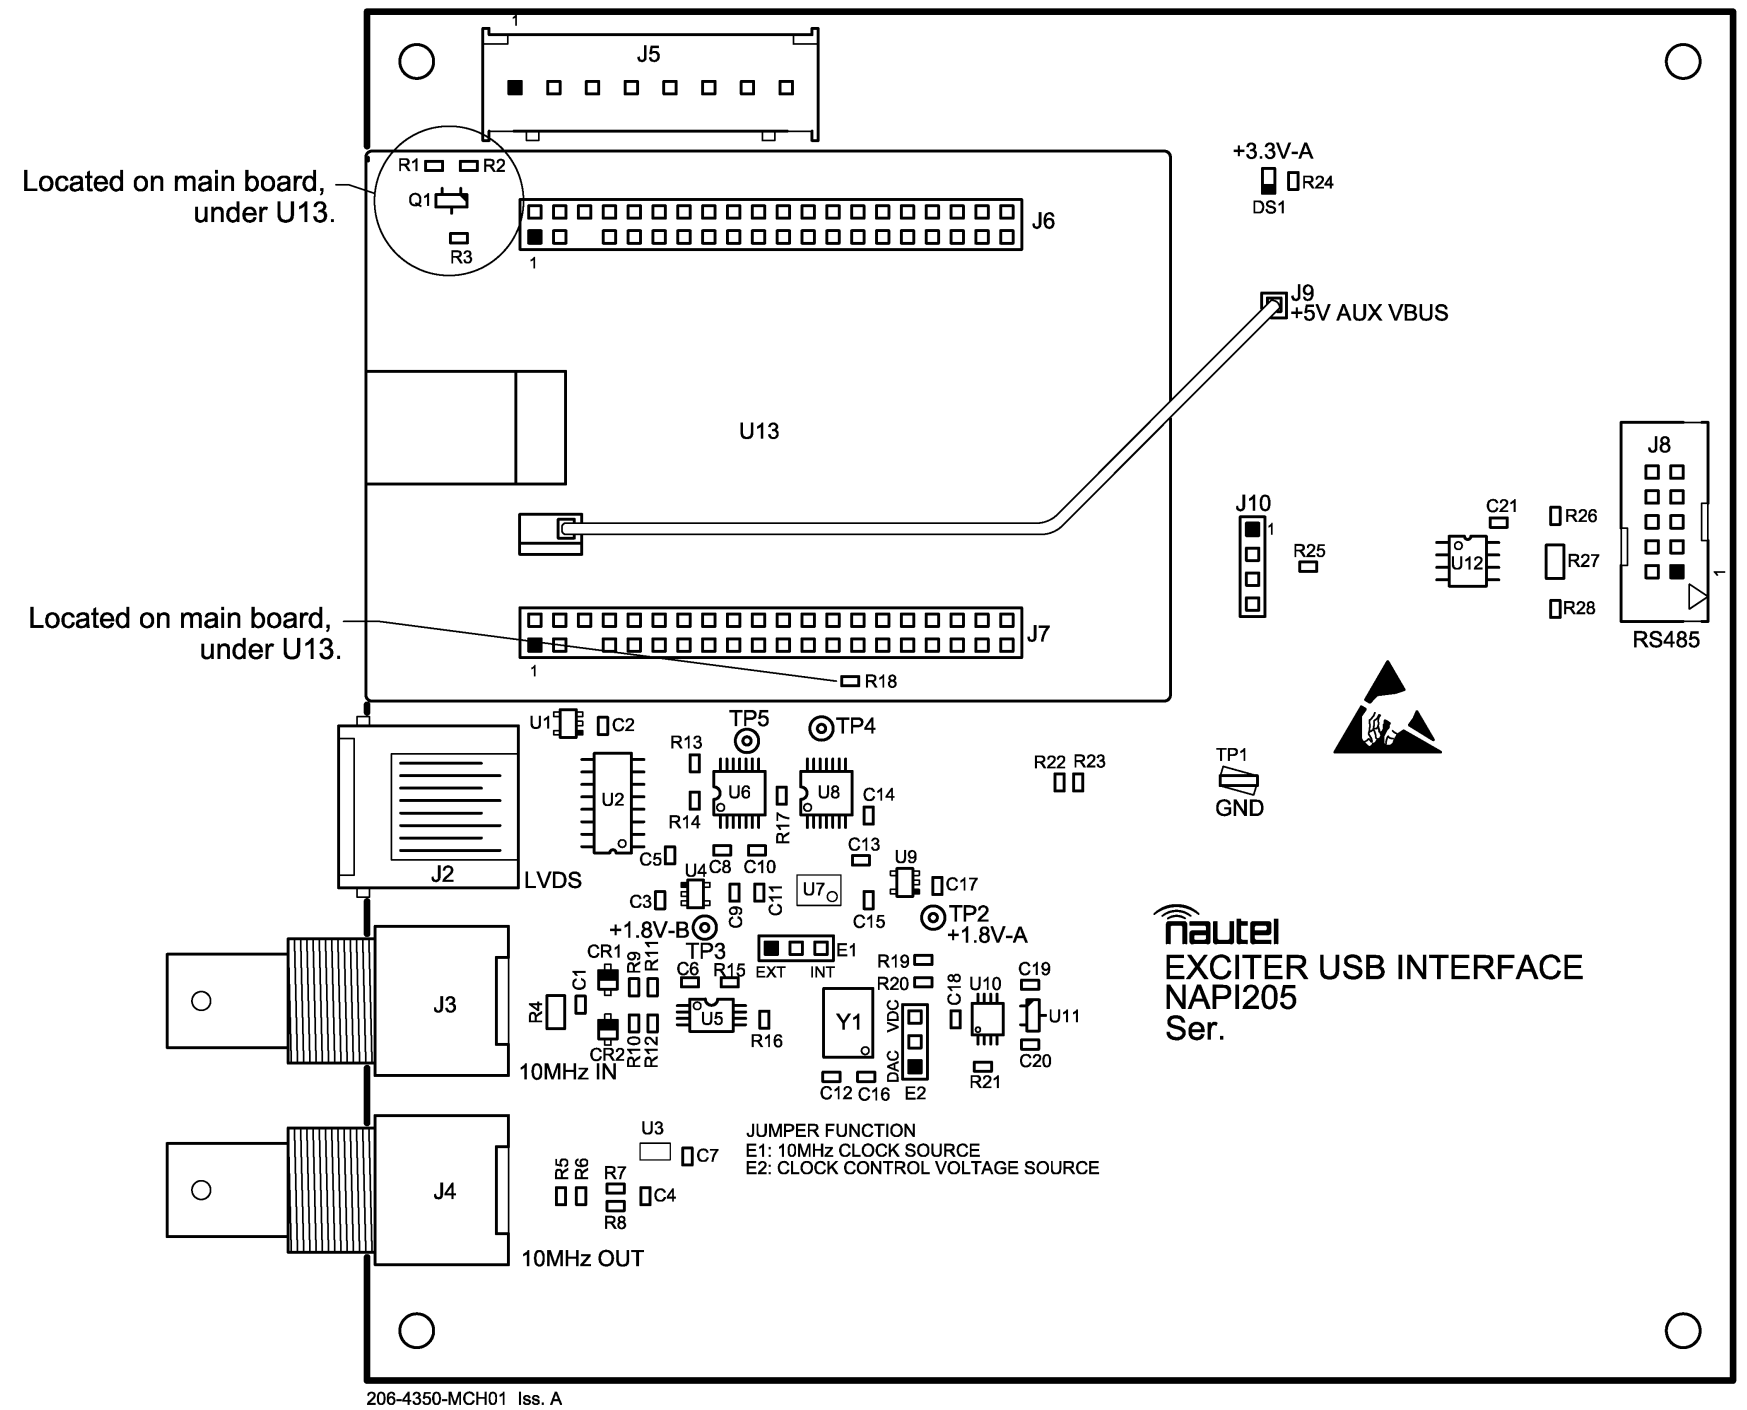 1
J5
+3.3V-A
R1
R2
R24
Located on main board,
under U13.
Q1
DS1
J6
R3
1
J9
+5V AUX VBUS
U13
J8
J10
1
C21
R26
R25
U12
R27
1
R28
Located on main board,
under U13.
J7
RS485
1
R18
U1
C2
TP5
TP4
R13
R22
R23
TP1
U2
U6
U8
C14
R14
R17
GND
C5
C8
C10
C13
U9
J2
LVDS
U4
U7
C17
C3
C9
C11
C15
TP2
+1.8V-A
+1.8V-B
TP3
nautel
E1
EXT
INT
CR1
R9
R11
R19
EXCITER USB INTERFACE
C6
R15
R20
U10
C19
NAPI205
J3
R4
C1
U5
Y1
VDC
C18
U11
Ser.
R16
CR2
R10
R12
C20
10MHz IN
DAC
R21
C12
C16
E2
U3
JUMPER FUNCTION
E1: 10MHz CLOCK SOURCE
E2: CLOCK CONTROL VOLTAGE SOURCE
C7
R5
R6
R7
J4
C4
R8
10MHz OUT
206-4350-MCH01 Iss. A